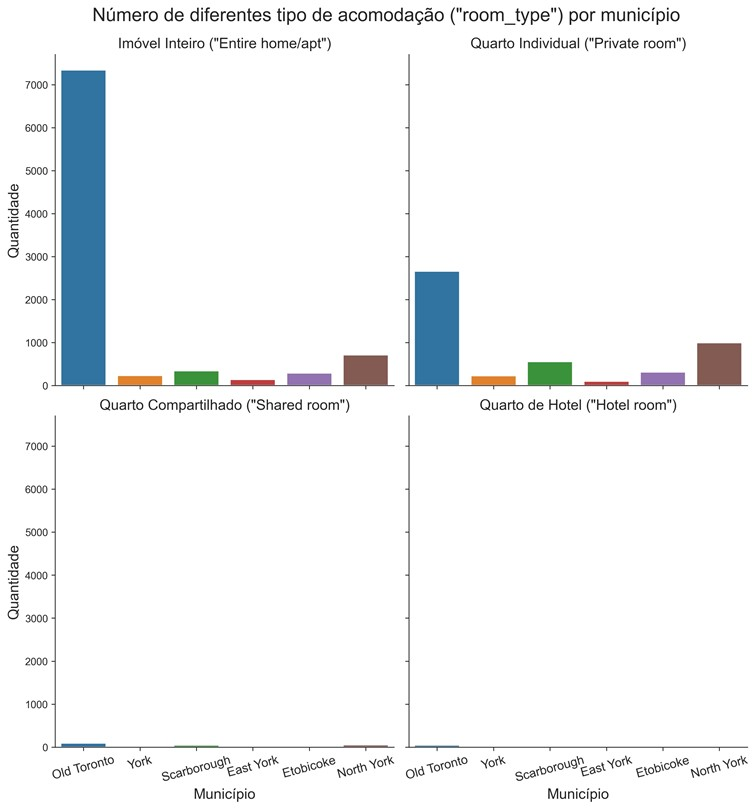 Número de diferentes tipo de acomodação ("room_type") por município
Imóvel Inteiro ("Entire home/apt")
Quarto Individual ("Private room")
7000
6000
5000
4000
3000
2000
1000
0
Quantidade
Quarto Compartilhado ("Shared room")
Quarto de Hotel ("Hotel room")
7000
6000
5000
4000
3000
2000
1000
0
Quantidade
Old Toronto York Scarborough East York Etobicoke North York
Município
Old Toronto York Scarborough East York Etobicoke North York
Município